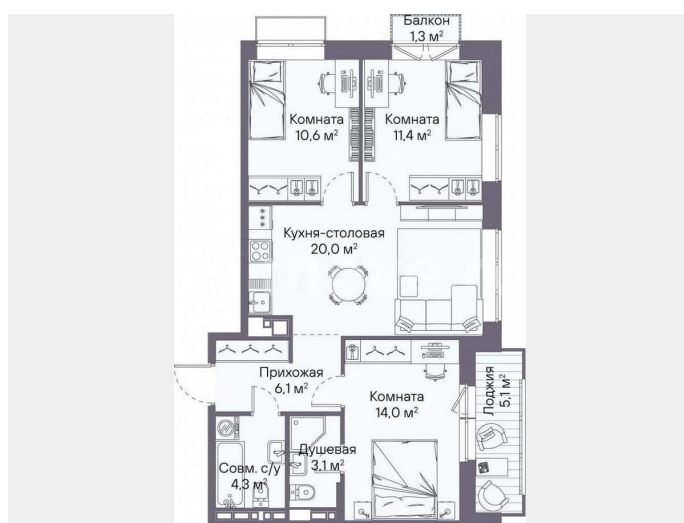 Балкон
1,3 м²
Комната
10,6 м²
Комната
11,4 м²
Кухня-столовая
20,0 м²
Прихожая
6,1 м²
Комната
14,0 м²
Лоджия
5,1 м²
Душевая
3.1 м²
Совм. с/у
4,3 м²